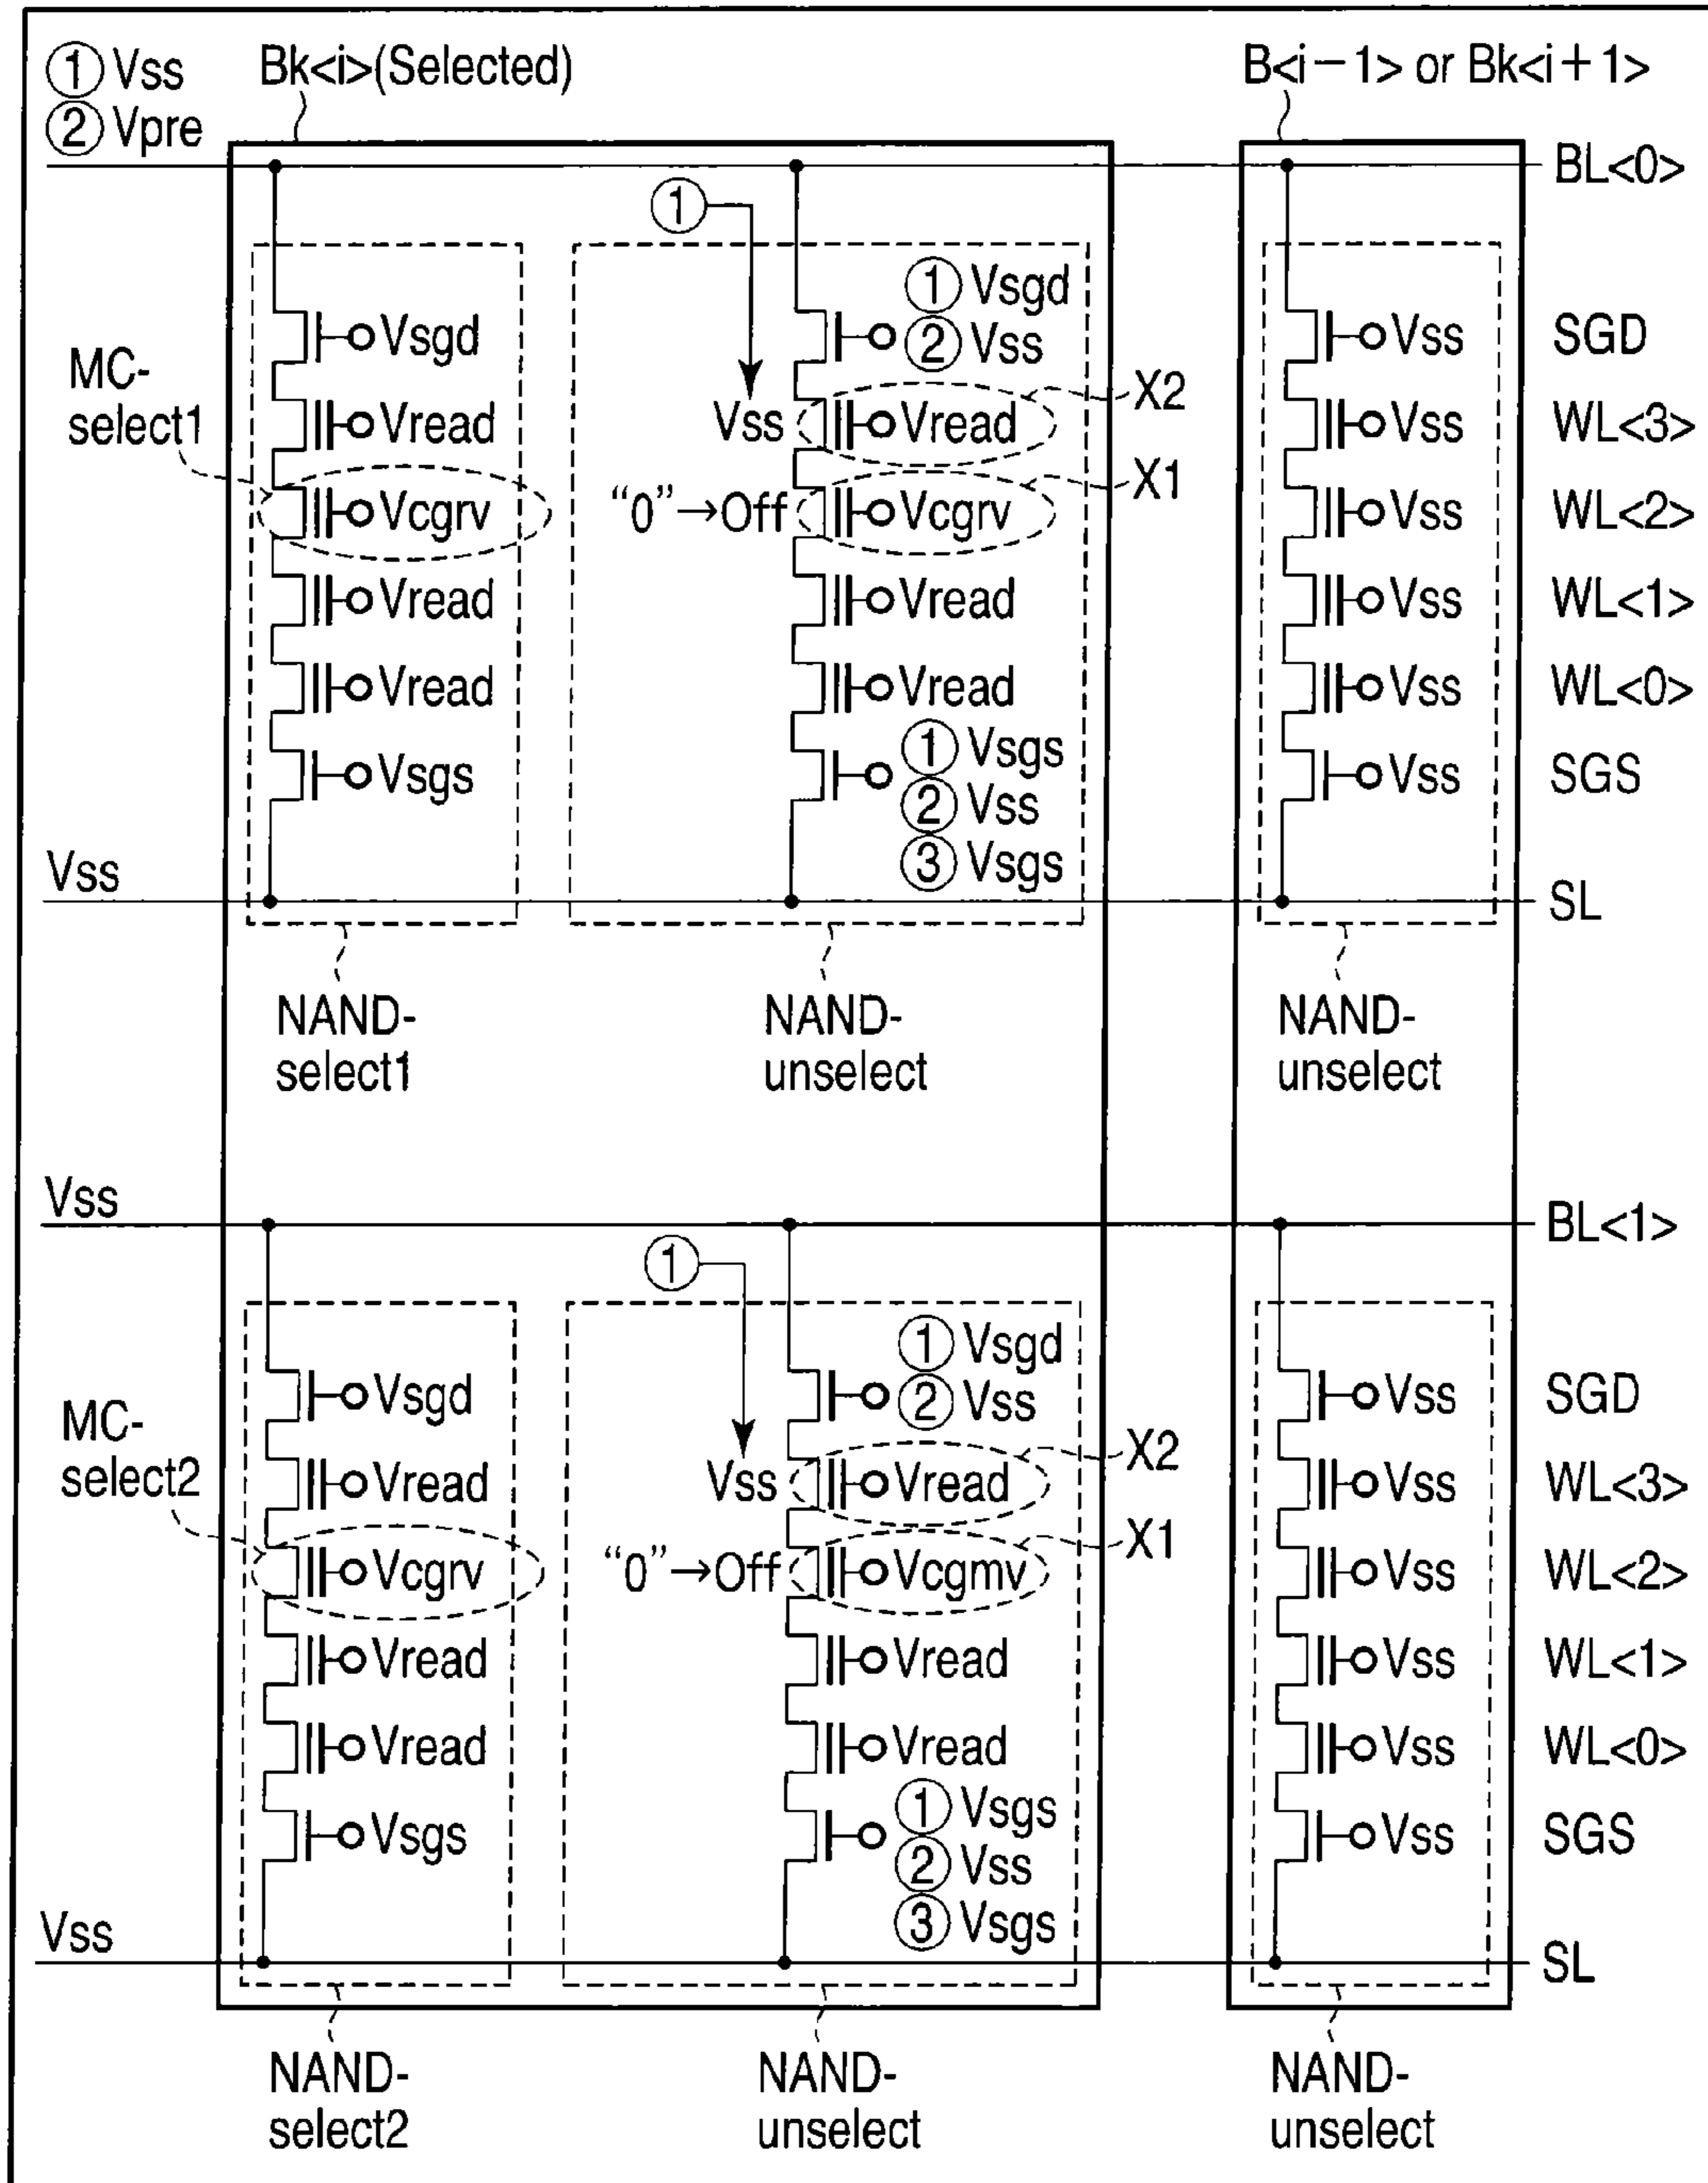 ① Vss
② Vpre
Bk<i>(Selected)
B<i−1> or Bk<i+1>
BL<0>
①
① Vsgd
② Vss
Vsgd
Vss
SGD
MC-
select1
Vread
Vss
Vread
X2
Vss
WL<3>
Vcgrv
“0”→Off
Vcgrv
X1
Vss
WL<2>
Vread
Vread
Vss
WL<1>
Vread
Vread
Vss
WL<0>
Vsgs
① Vsgs
② Vss
③ Vsgs
Vss
SGS
Vss
SL
NAND-
select1
NAND-
unselect
NAND-
unselect
Vss
BL<1>
①
① Vsgd
② Vss
Vsgd
Vss
SGD
MC-
select2
Vread
Vss
Vread
X2
Vss
WL<3>
Vcgrv
“0”→Off
Vcgmv
X1
Vss
WL<2>
Vread
Vread
Vss
WL<1>
Vread
Vread
Vss
WL<0>
Vsgs
① Vsgs
② Vss
③ Vsgs
Vss
SGS
Vss
SL
NAND-
select2
NAND-
unselect
NAND-
unselect